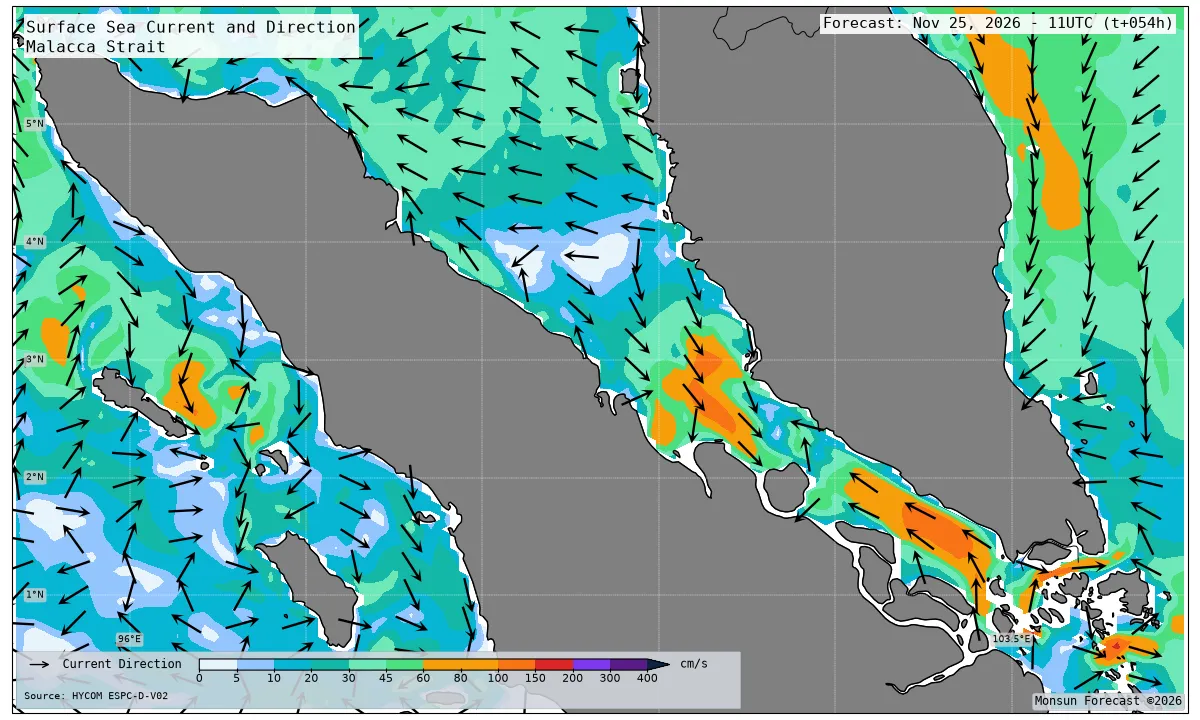 Surface Sea Current and Direction
Malacca Strait
Forecast: Nov 25, 2026 - 11UTC (t+054h)
5°N
4°N
3°N
2°N
1°N
96°E
103.5°E
Current Direction
0 5 10 20 30 45 60 80 100 150 200 300 400
cm/s
Source: HYCOM ESPC-D-V02
Monsun Forecast ©2026